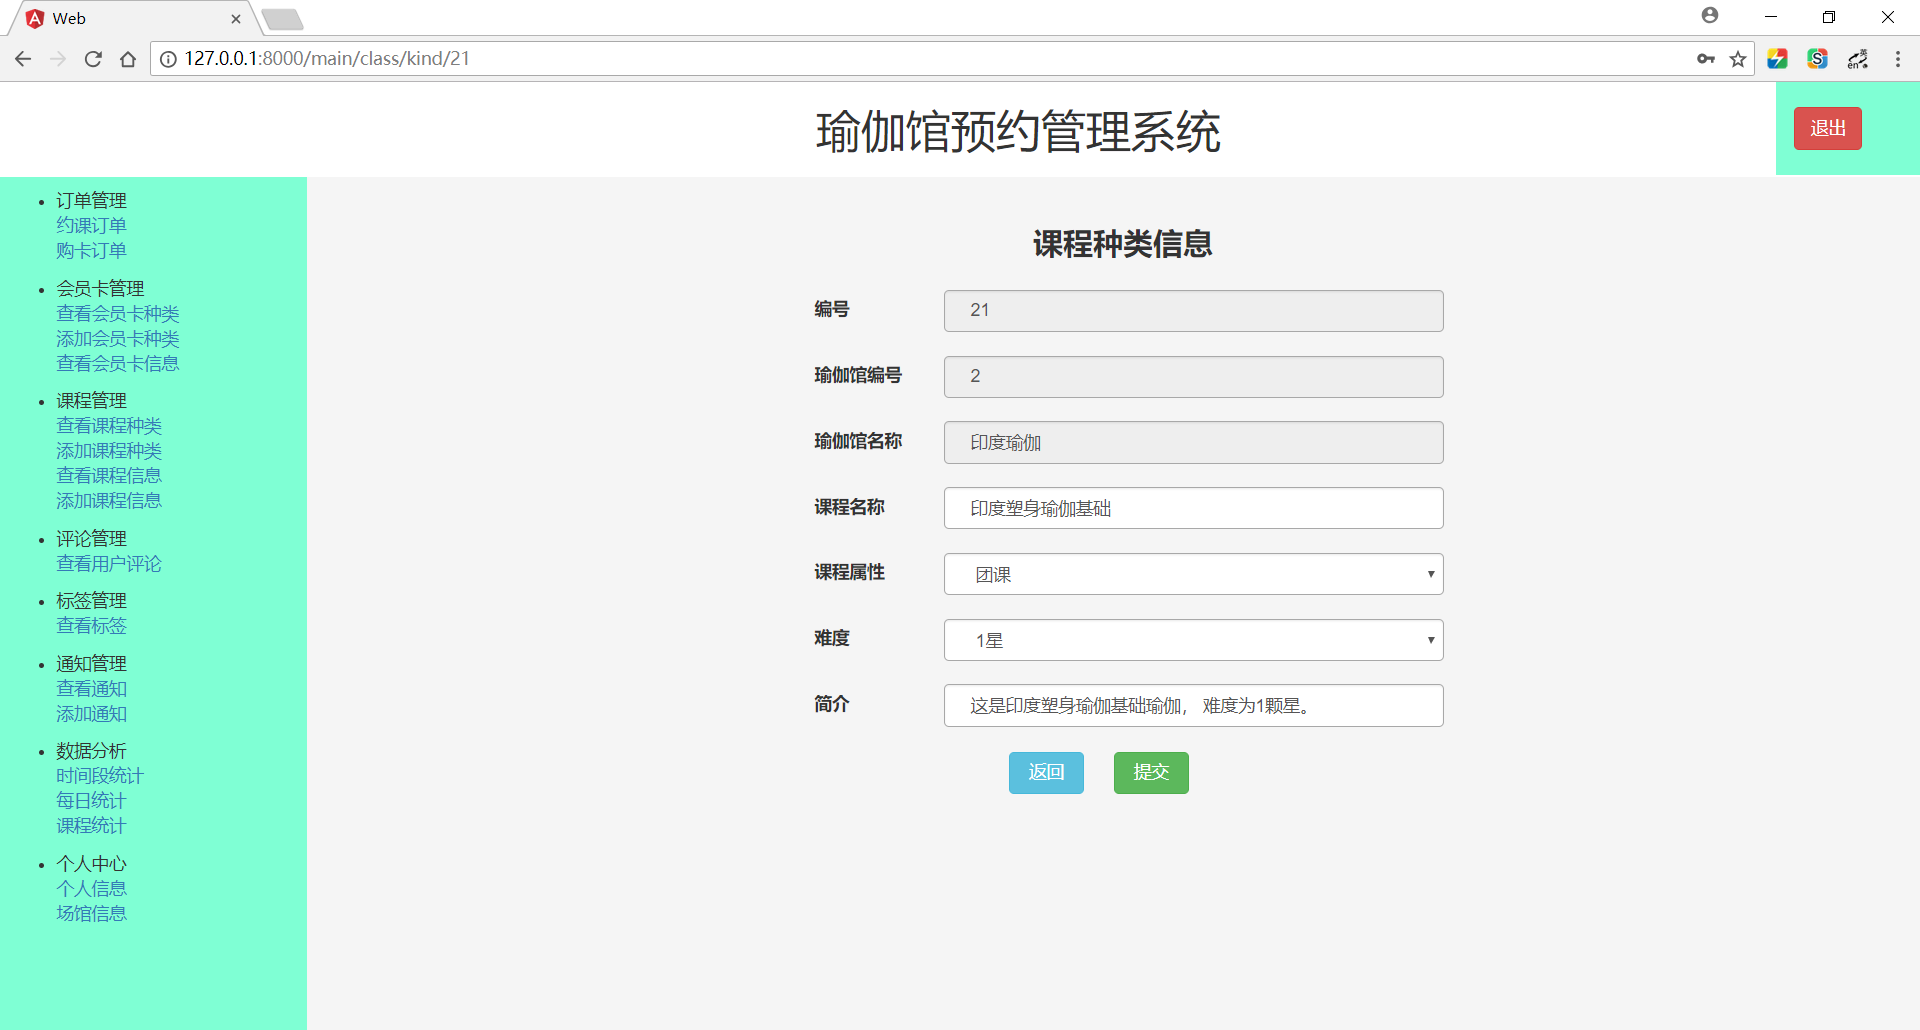 Web
127.0.0.1:8000/main/class/kind/21
瑜伽馆预约管理系统
退出
订单管理
约课订单
购卡订单
会员卡管理
查看会员卡种类
添加会员卡种类
查看会员卡信息
课程管理
查看课程种类
添加课程种类
查看课程信息
添加课程信息
评论管理
查看用户评论
标签管理
查看标签
通知管理
查看通知
添加通知
数据分析
时间段统计
每日统计
课程统计
个人中心
个人信息
场馆信息
课程种类信息
编号 21
瑜伽馆编号 2
瑜伽馆名称 印度瑜伽
课程名称 印度塑身瑜伽基础
课程属性 团课
难度 1星
简介 这是印度塑身瑜伽基础瑜伽， 难度为1颗星。
返回 提交